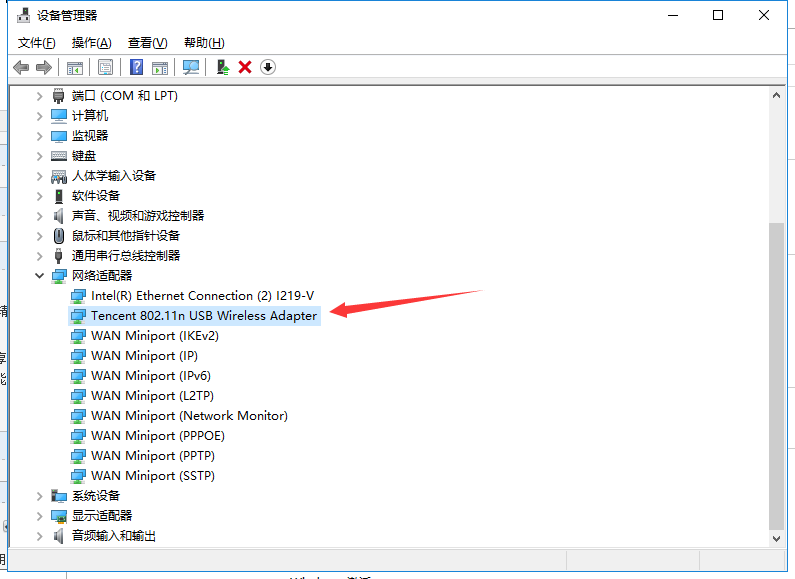 设备管理器
文件(F) 操作(A) 查看(V) 帮助(H)
端口 (COM 和 LPT)
计算机
监视器
键盘
人体学输入设备
软件设备
声音、视频和游戏控制器
鼠标和其他指针设备
通用串行总线控制器
网络适配器
Intel(R) Ethernet Connection (2) I219-V
Tencent 802.11n USB Wireless Adapter
WAN Miniport (IKEv2)
WAN Miniport (IP)
WAN Miniport (IPv6)
WAN Miniport (L2TP)
WAN Miniport (Network Monitor)
WAN Miniport (PPPOE)
WAN Miniport (PPTP)
WAN Miniport (SSTP)
系统设备
显示适配器
音频输入和输出